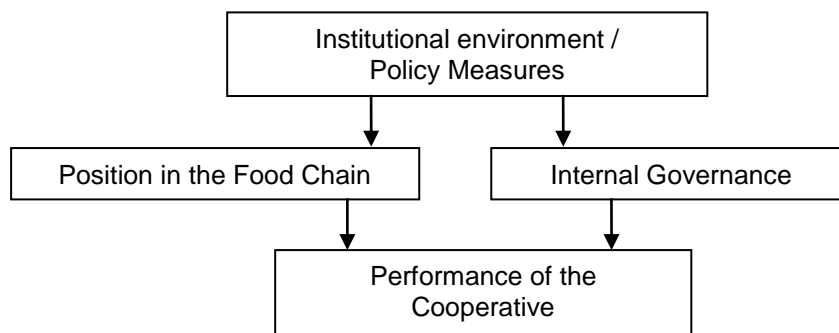 Institutional environment /
Policy Measures
Position in the Food Chain
Internal Governance
Performance of the
Cooperative